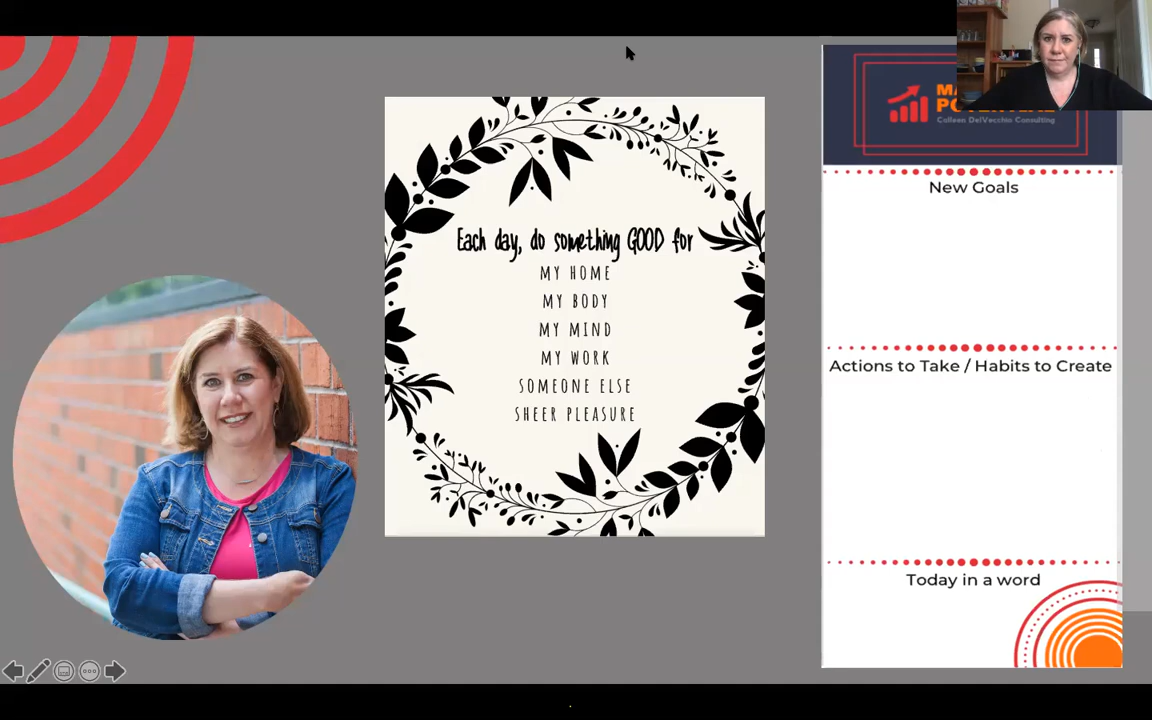 Each day, do something GOOD for
MY HOME
MY BODY
MY MIND
MY WORK
SOMEONE ELSE
SHEER PLEASURE
Colleen DelVecchio Consulting
New Goals
Actions to Take / Habits to Create
Today in a word